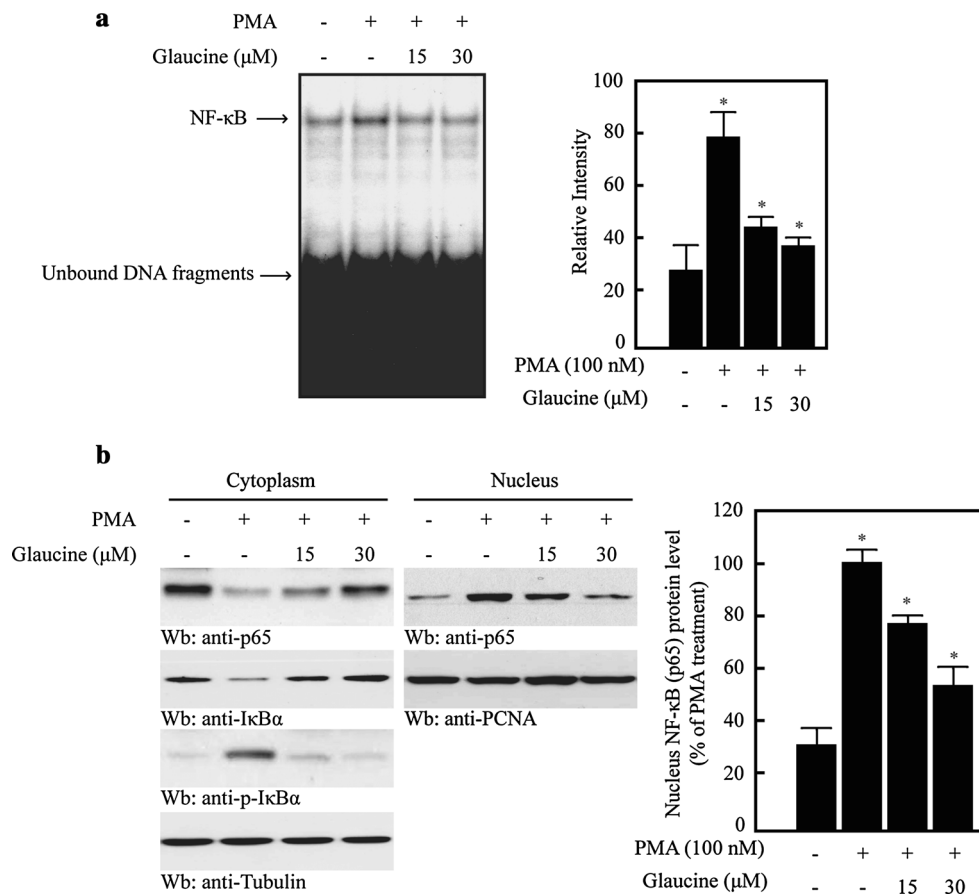 a
PMA - + + +
Glaucine (μM) - - 15 30
NF-κB
Unbound DNA fragments
Relative Intensity
100
80
60
40
20
0
*
*
*
PMA (100 nM) - + + +
Glaucine (μM) - - 15 30
b
Cytoplasm Nucleus
PMA - + + + - + + +
Glaucine (μM) - - 15 30 - - 15 30
Wb: anti-p65 Wb: anti-p65
Wb: anti-IκBα Wb: anti-PCNA
Wb: anti-p-IκBα
Wb: anti-Tubulin
Nucleus NF-κB (p65) protein level
(% of PMA treatment)
120
100
80
60
40
20
0
*
*
*
PMA (100 nM) - + + +
Glaucine (μM) - - 15 30